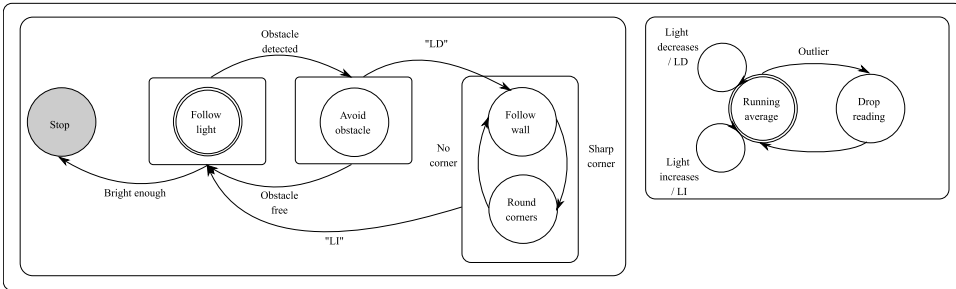 Obstacle
detected
"LD"
Stop
Follow
light
Avoid
obstacle
Follow
wall
No
corner
Sharp
corner
Round
corners
Bright enough
Obstacle
free
"LI"
Light
decreases
/ LD
Outlier
Running
average
Drop
reading
Light
increases
/ LI